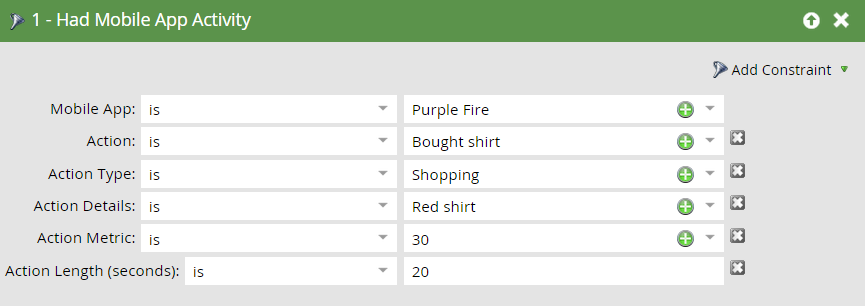 1 - Had Mobile App Activity
Add Constraint
Mobile App: is Purple Fire
Action: is Bought shirt
Action Type: is Shopping
Action Details: is Red shirt
Action Metric: is 30
Action Length (seconds): is 20